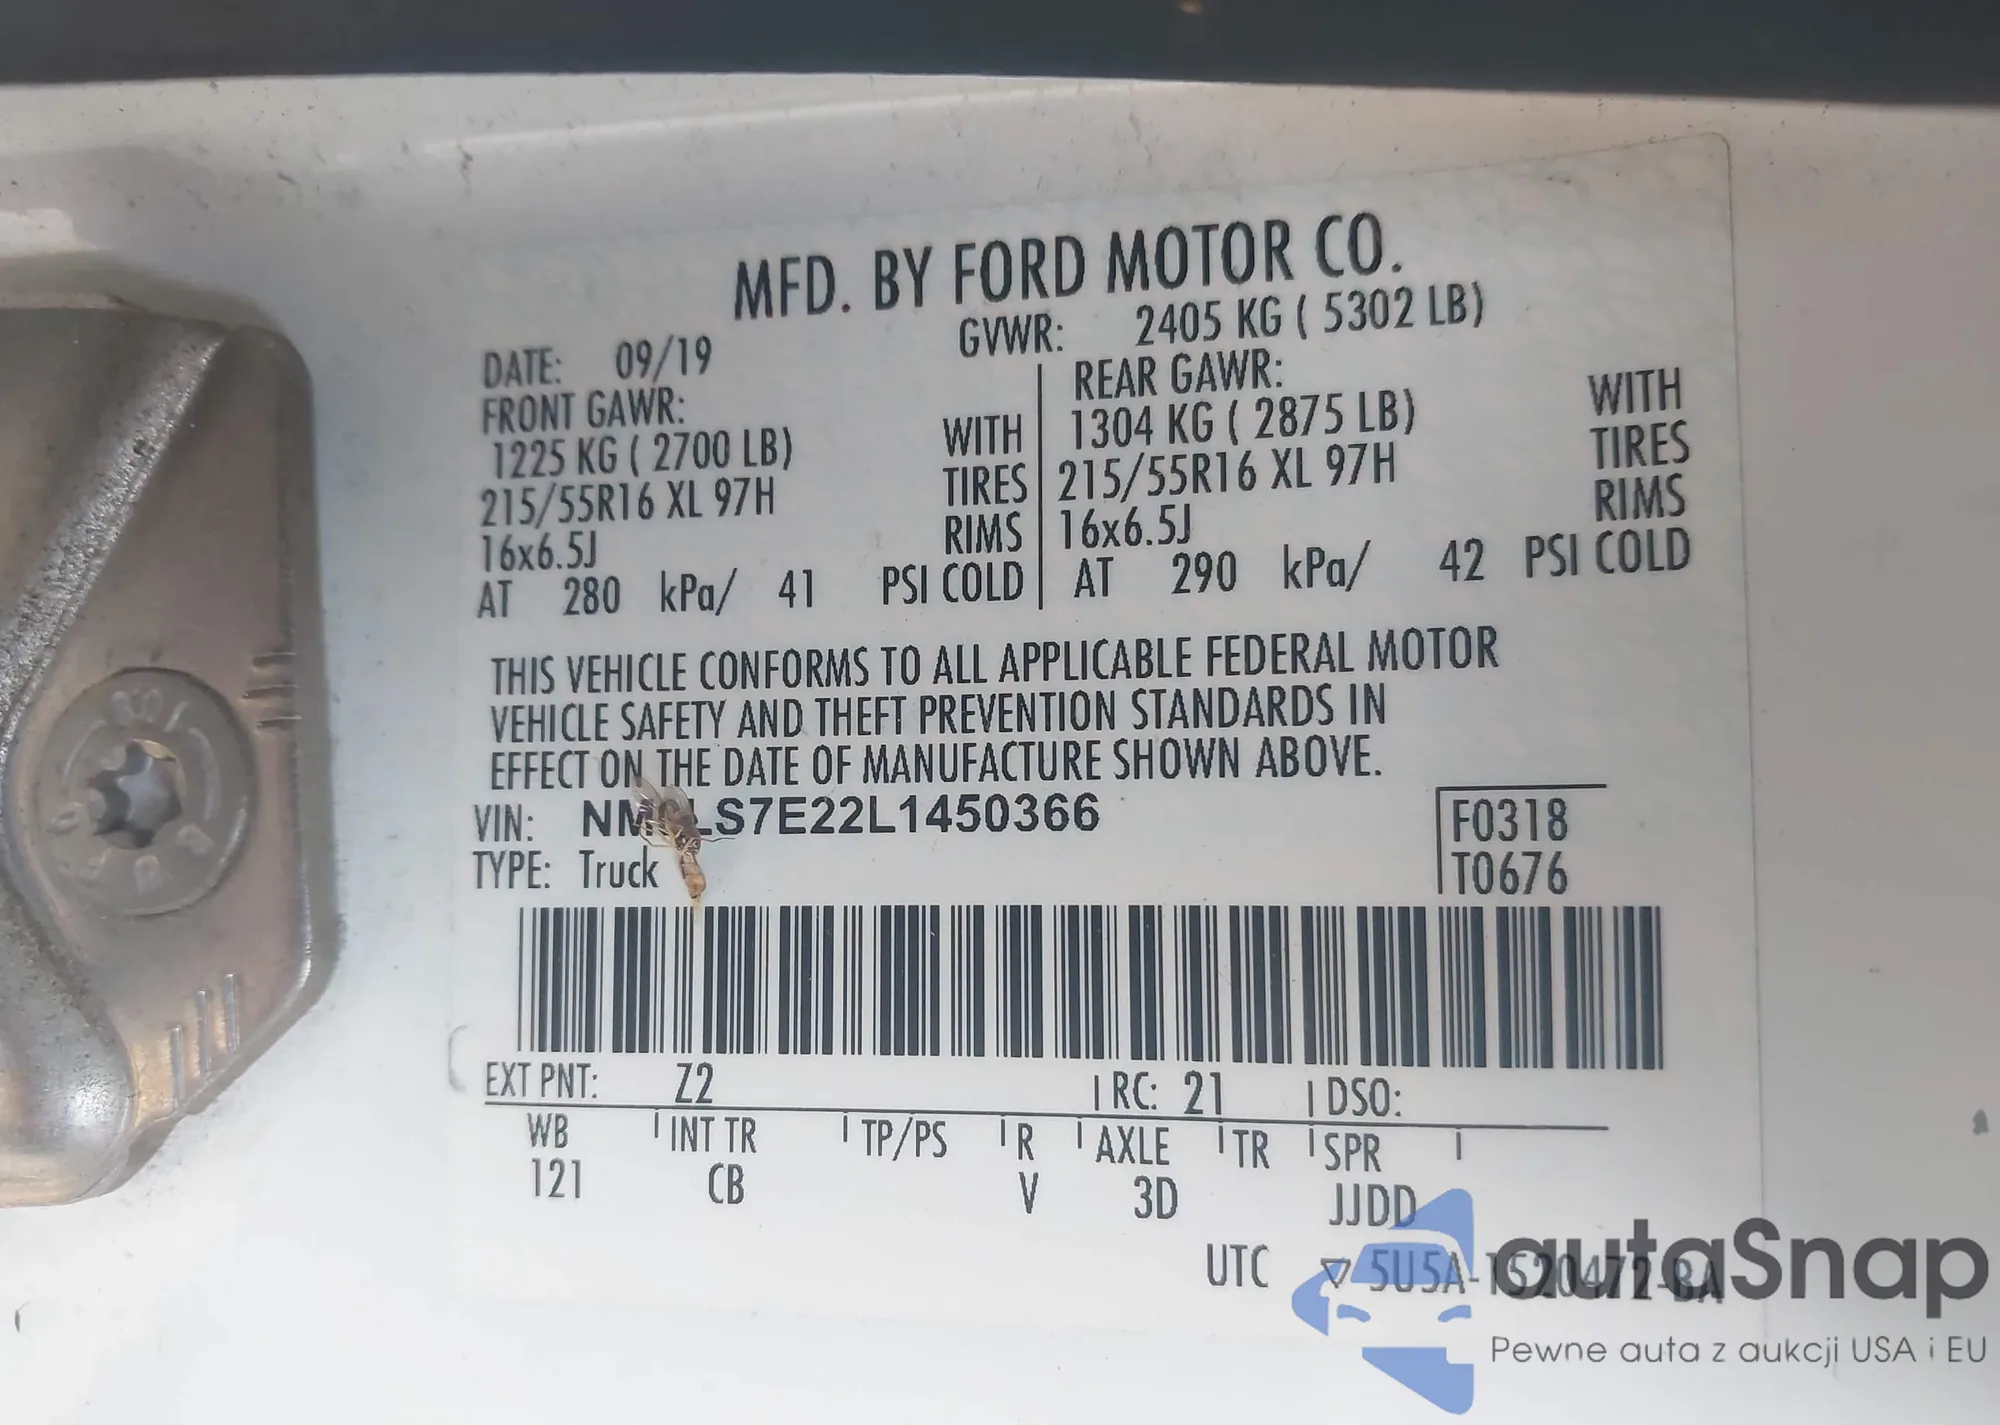 MFD. BY FORD MOTOR CO.
DATE: 09/19 GVWR: 2405 KG ( 5302 LB)
FRONT GAWR: REAR GAWR:
1225 KG ( 2700 LB) WITH 1304 KG ( 2875 LB) WITH
215/55R16 XL 97H TIRES 215/55R16 XL 97H TIRES
16x6.5J RIMS 16x6.5J RIMS
AT 280 kPa/ 41 PSI COLD AT 290 kPa/ 42 PSI COLD
THIS VEHICLE CONFORMS TO ALL APPLICABLE FEDERAL MOTOR
VEHICLE SAFETY AND THEFT PREVENTION STANDARDS IN
EFFECT ON THE DATE OF MANUFACTURE SHOWN ABOVE.
VIN: F0318
TYPE: Truck T0676
EXT PNT: Z2 RC: 21 DSO:
WB INT TR TP/PS R AXLE TR SPR
121 CB V 3D JJDD
UTC ▽ 5U5A-1520472-BA
autaSnap
Pewne auta z aukcji USA i EU